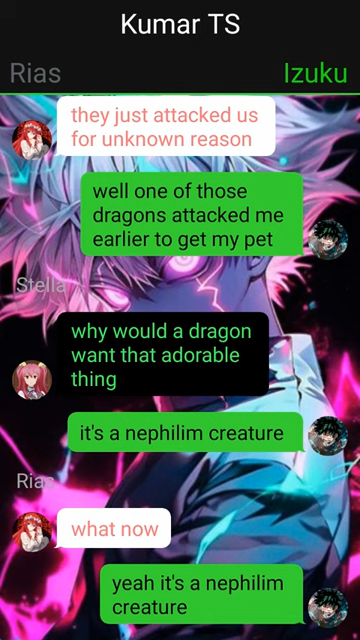 Kumar TS
Rias
Izuku
they just attacked us
for unknown reason
well one of those
dragons attacked me
earlier to get my pet
Stella
why would a dragon
want that adorable
thing
it's a nephilim creature
Rias
what now
yeah it's a nephilim
creature